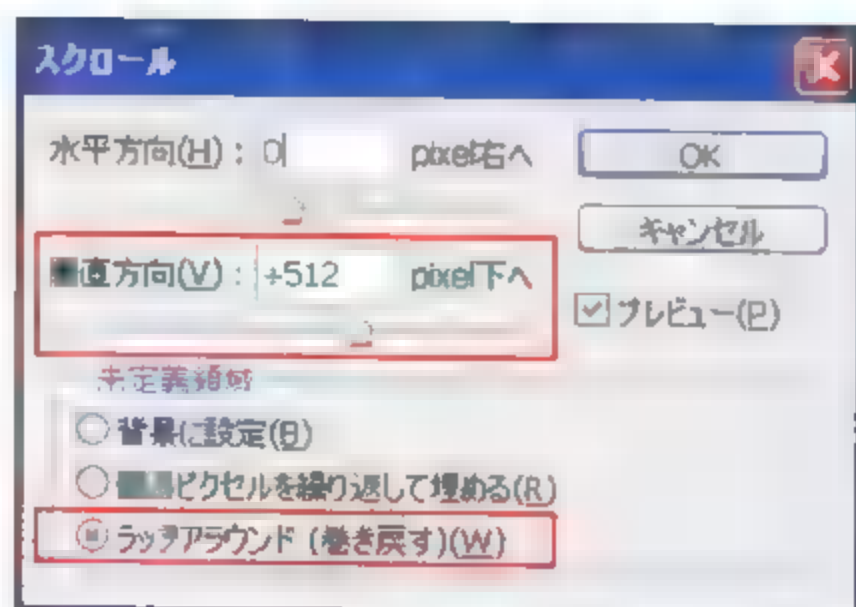 スクロール
水平方向(H): 0 pixel右へ
OK
キャンセル
直方向(V): +512 pixel下へ
プレビュー(P)
未定義領域
背景に設定(B)
ピクセルを繰り返して埋める(R)
ラップアラウンド (巻き戻す)(W)